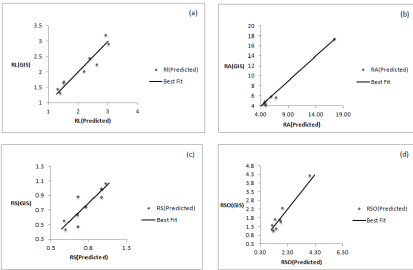 (a)
3.5
3
2.5
2
1.5
1
RL(GIS)
1 2 3 4
RL(Predicted)
Rl(Predicted)
Best Fit
(b)
20
18
16
14
12
10
8
6
4
RA(GIS)
4.00 9.00 14.00 19.00
RA(Predicted)
RA(Predicted)
Best Fit
(c)
1.3
1.1
0.9
0.7
0.5
0.3
RS(GIS)
0.3 0.8 1.3
RS(Predicted)
RS(Predicted)
Best Fit
(d)
4.8
4.3
3.8
3.3
2.8
2.3
1.8
1.3
0.8
0.3
RSO(GIS)
0.30 2.30 4.30 6.30
RSO(Predicted)
RSO(Predicted)
Best Fit